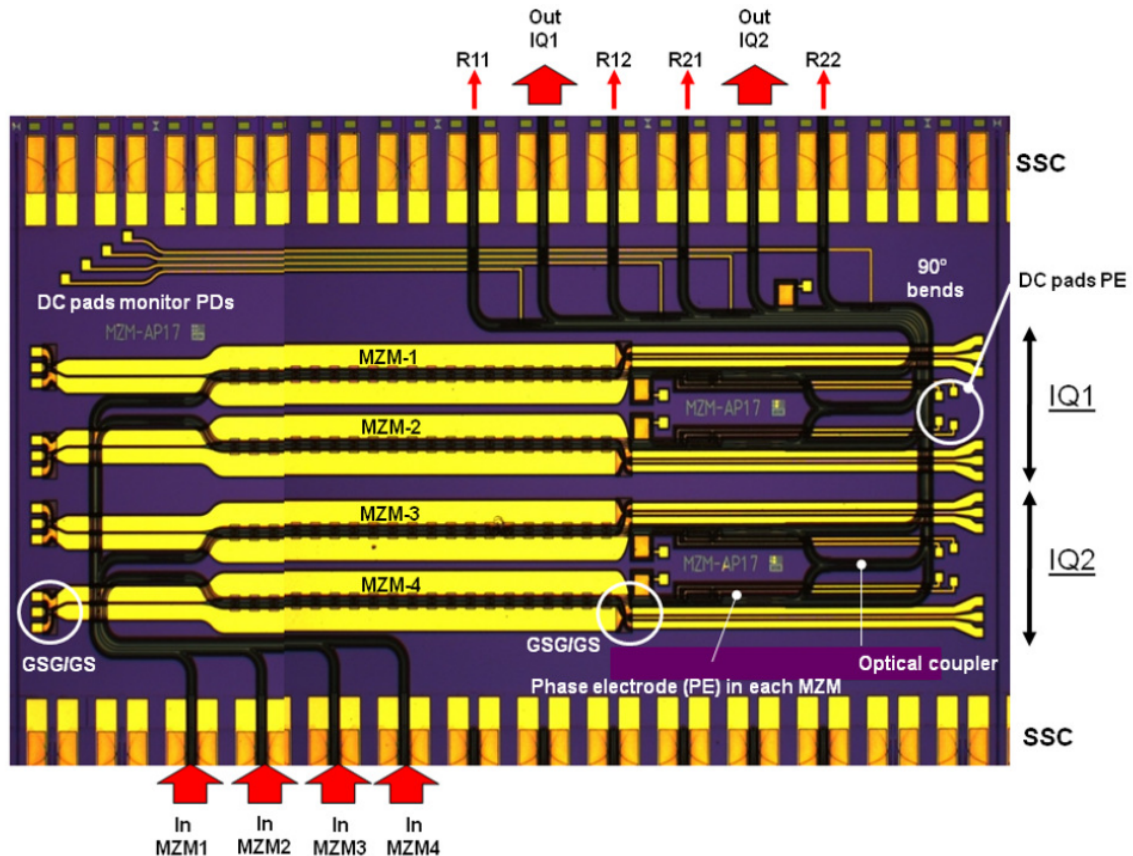 Out
IQ1
Out
IQ2
R11
R12
R21
R22
SSC
DC pads monitor PDs
90°
bends
DC pads PE
MZM-AP17
MZM-1
MZM-AP17
IQ1
MZM-2
MZM-3
MZM-AP17
IQ2
MZM-4
GSG/GS
GSG/GS
Optical coupler
Phase electrode (PE) in each MZM
SSC
In
MZM1
In
MZM2
In
MZM3
In
MZM4